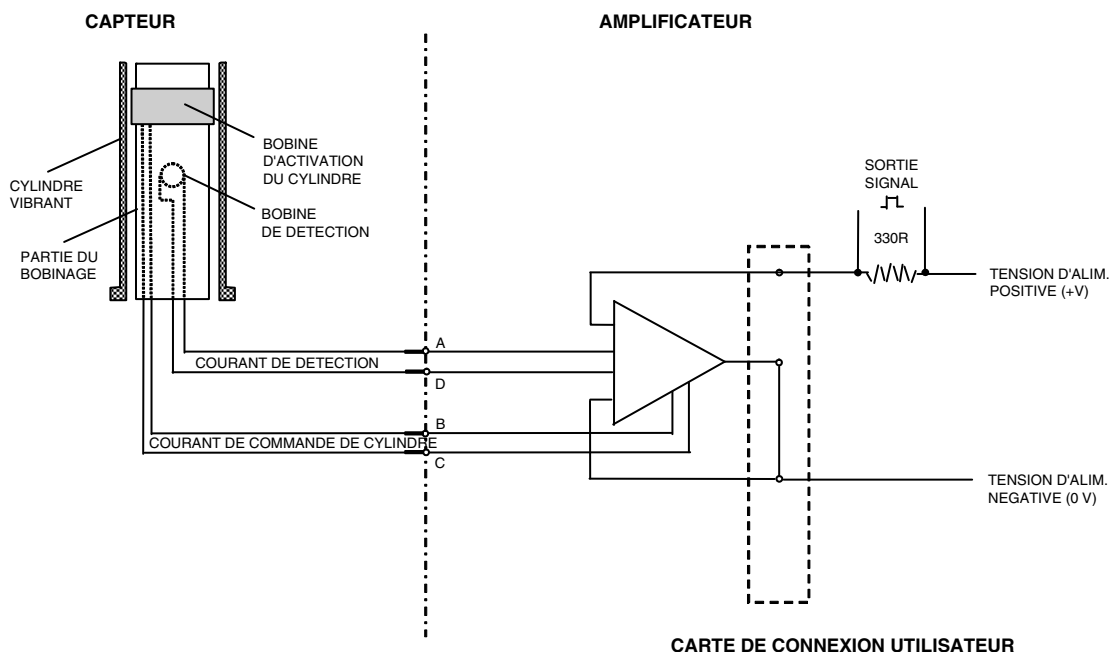 CAPTEUR
AMPLIFICATEUR
BOBINE
D'ACTIVATION
DU CYLINDRE
CYLINDRE
VIBRANT
BOBINE
DE DETECTION
PARTIE DU
BOBINAGE
SORTIE
SIGNAL
330R
TENSION D'ALIM.
POSITIVE (+V)
A
COURANT DE DETECTION
D
B
COURANT DE COMMANDE DE CYLINDRE
C
TENSION D'ALIM.
NEGATIVE (0 V)
CARTE DE CONNEXION UTILISATEUR